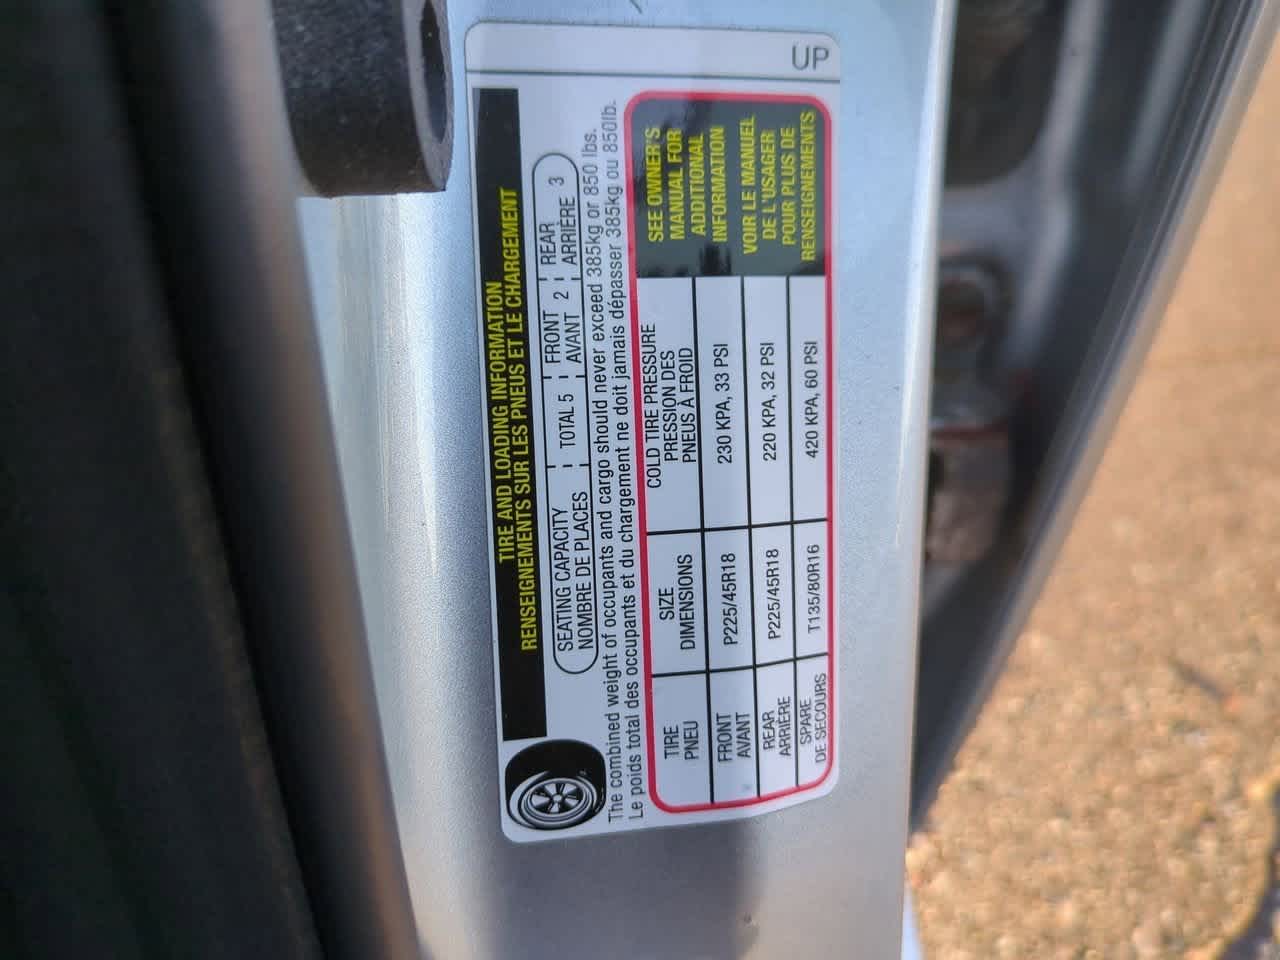 UP
TIRE AND LOADING INFORMATION
RENSEIGNEMENTS SUR LES PNEUS ET LE CHARGEMENT
SEATING CAPACITY
NOMBRE DE PLACES
TOTAL 5
FRONT
AVANT 2
REAR
ARRIÈRE 3
The combined weight of occupants and cargo should never exceed 385kg or 850 lbs.
Le poids total des occupants et du chargement ne doit jamais dépasser 385kg ou 850lb.
TIRE
PNEU
SIZE
DIMENSIONS
COLD TIRE PRESSURE
PRESSION DES
PNEUS À FROID
FRONT
AVANT
P225/45R18
230 KPA, 33 PSI
REAR
ARRIÈRE
P225/45R18
220 KPA, 32 PSI
SPARE
DE SECOURS
T135/80R16
420 KPA, 60 PSI
SEE OWNER'S
MANUAL FOR
ADDITIONAL
INFORMATION
VOIR LE MANUEL
DE L'USAGER
POUR PLUS DE
RENSEIGNEMENTS